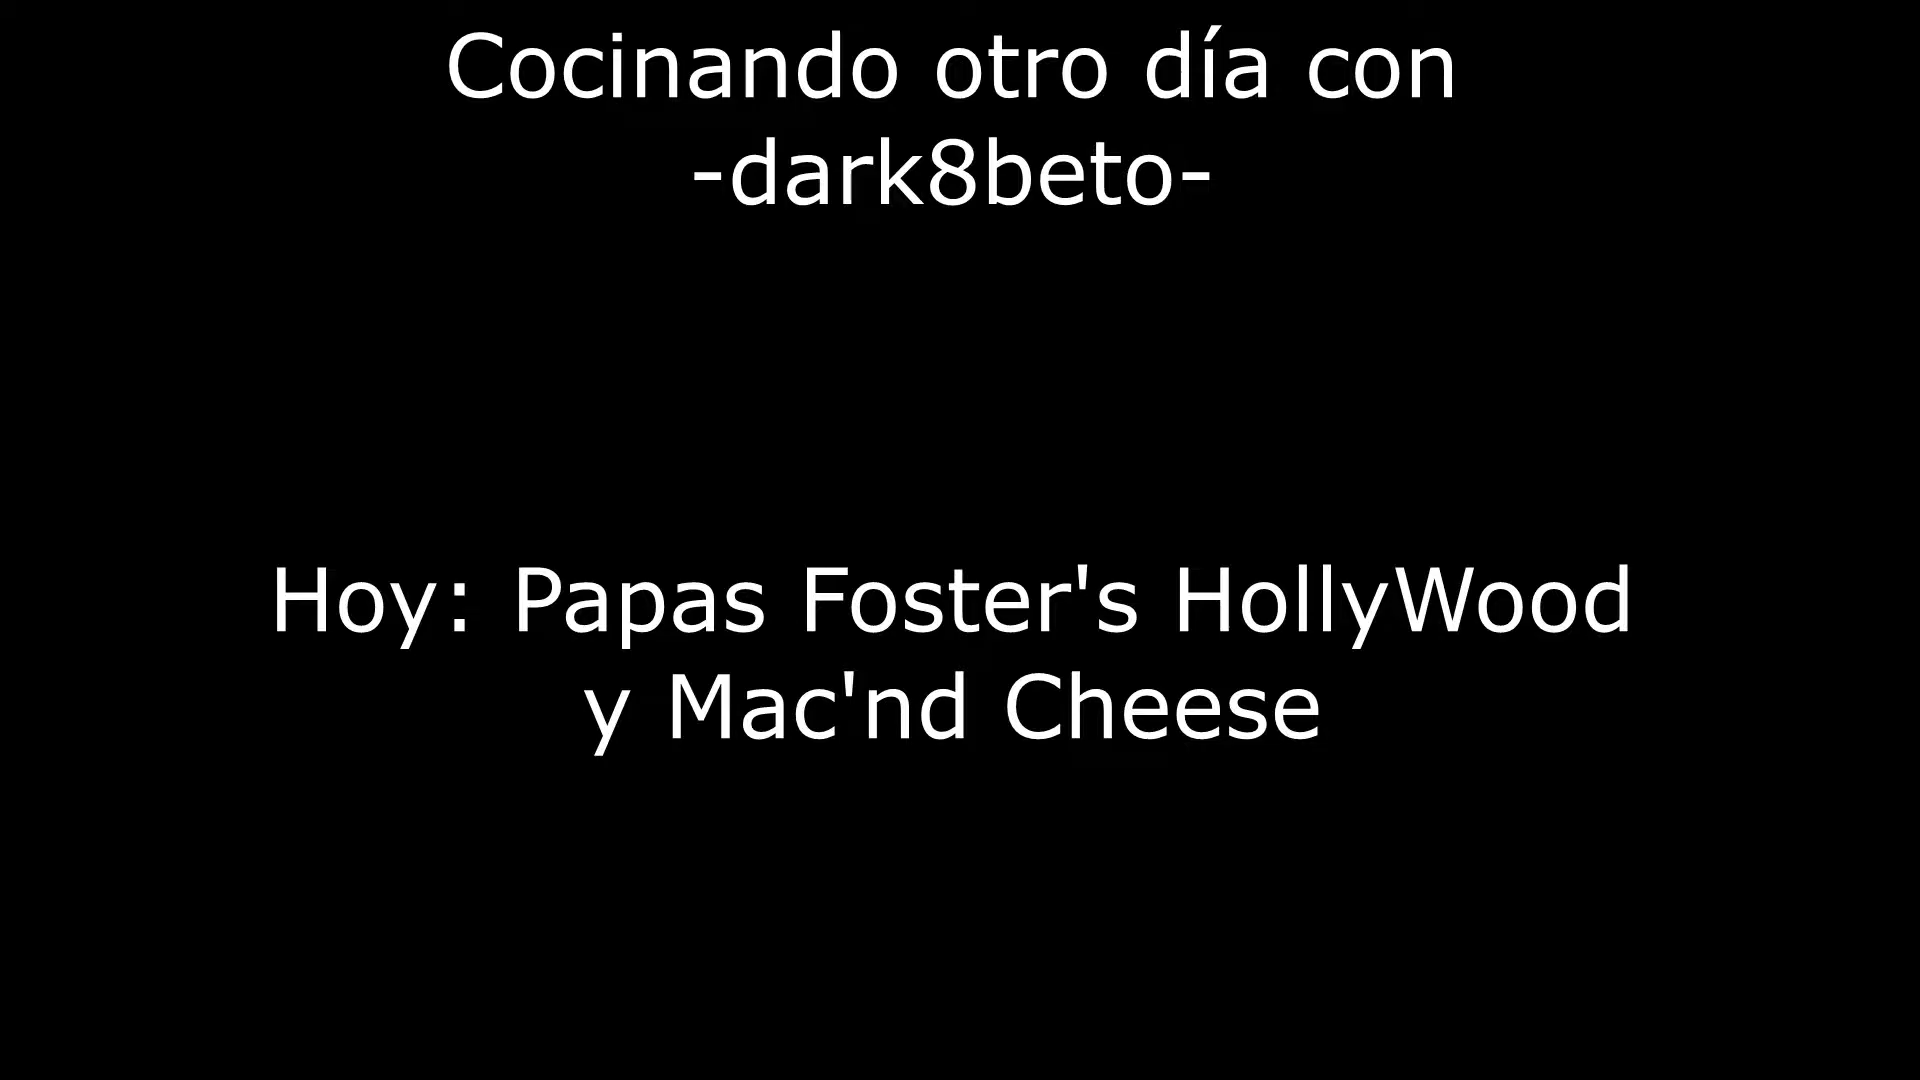 Cocinando otro día con
-dark8beto-
Hoy: Papas Foster's HollyWood
y Mac'nd Cheese